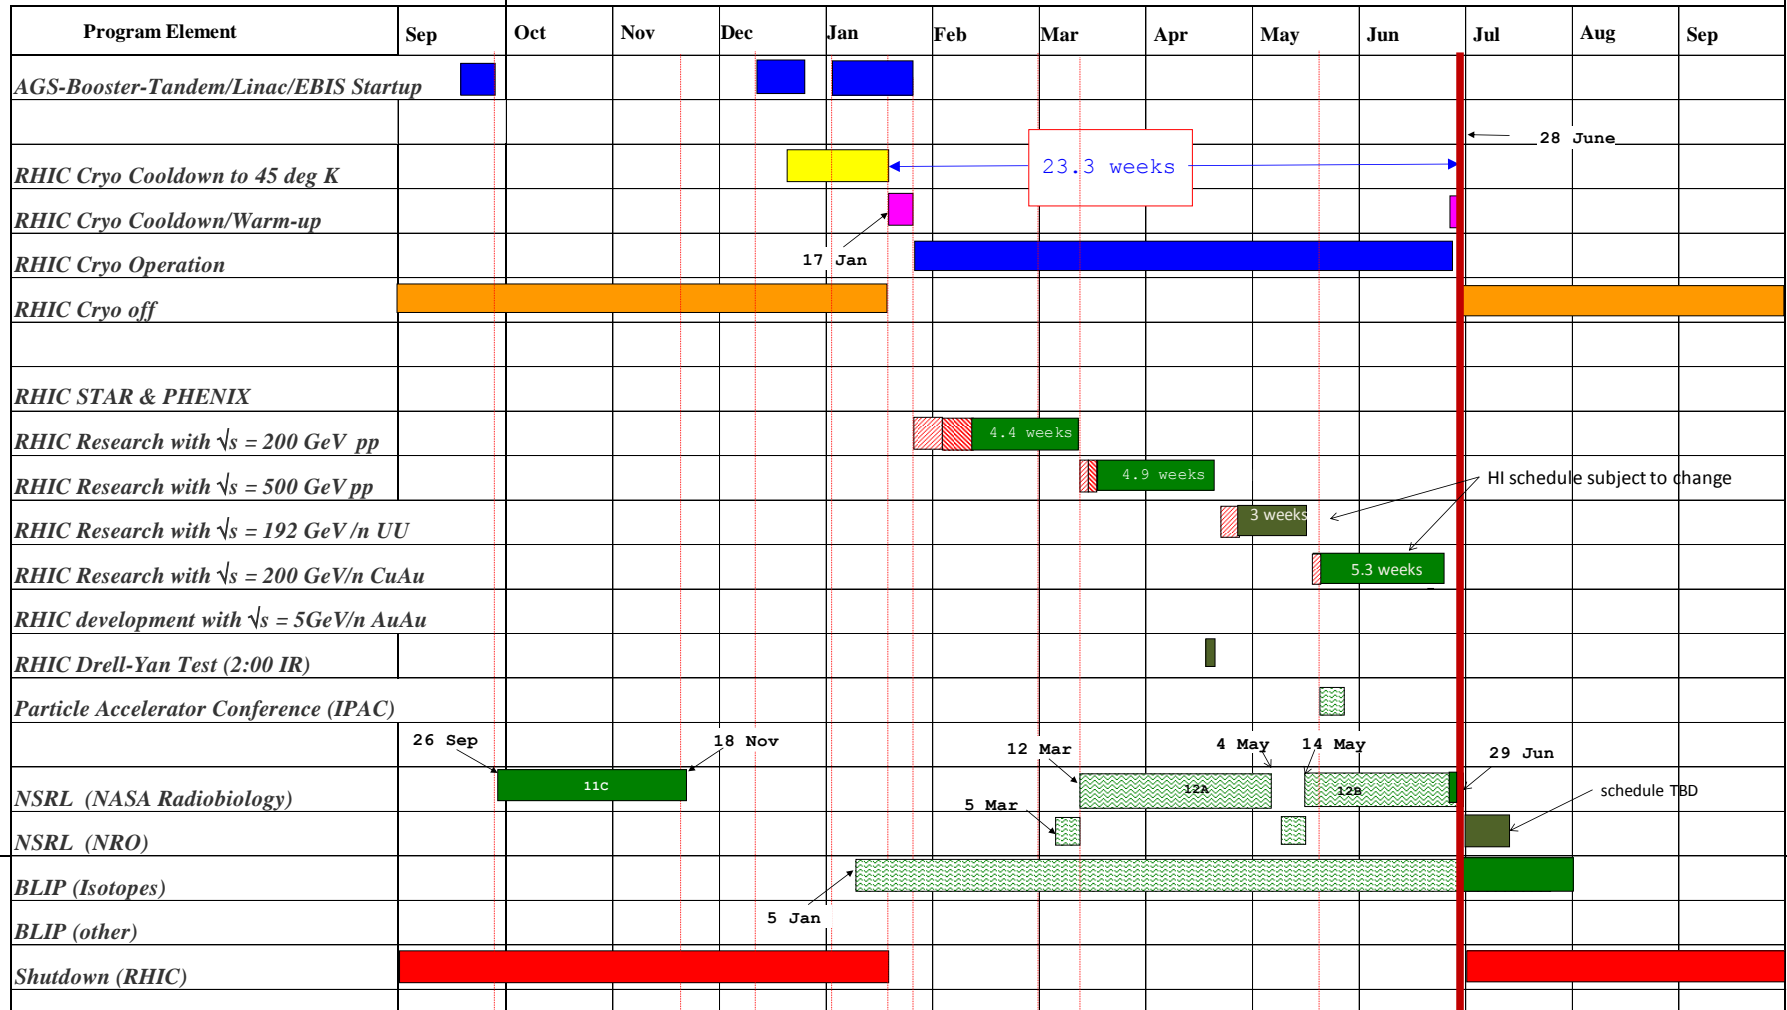 Program Element Sep Oct Nov Dec Jan Feb Mar Apr May Jun Jul Aug Sep
AGS-Booster-Tandem/Linac/EBIS Startup
28 June
RHIC Cryo Cooldown to 45 deg K 23.3 weeks
RHIC Cryo Cooldown/Warm-up
17 Jan
RHIC Cryo Operation
RHIC Cryo off
RHIC STAR & PHENIX
RHIC Research with √s = 200 GeV pp 4.4 weeks
RHIC Research with √s = 500 GeV pp 4.9 weeks
HI schedule subject to change
RHIC Research with √s = 192 GeV /n UU 3 weeks
RHIC Research with √s = 200 GeV/n CuAu 5.3 weeks
RHIC development with √s = 5GeV/n AuAu
RHIC Drell-Yan Test (2:00 IR)
Particle Accelerator Conference (IPAC)
26 Sep 18 Nov 12 Mar 4 May 14 May 29 Jun
NSRL (NASA Radiobiology) 11C 12A 12B
schedule TBD
5 Mar
NSRL (NRO)
BLIP (Isotopes)
5 Jan
BLIP (other)
Shutdown (RHIC)